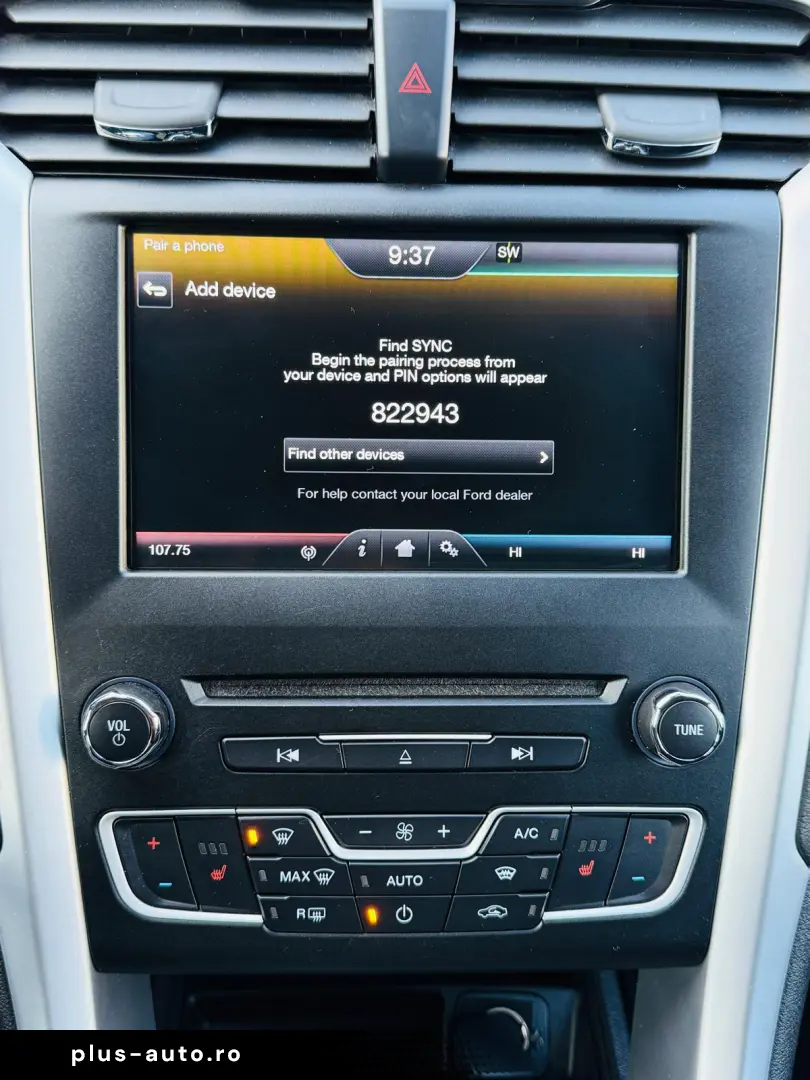 Pair a phone
9:37
SW
Add device
Find SYNC
Begin the pairing process from
your device and PIN options will appear
822943
Find other devices
For help contact your local Ford dealer
107.75
i
HI
HI
VOL
TUNE
- +
A/C
MAX
AUTO
R
plus-auto.ro